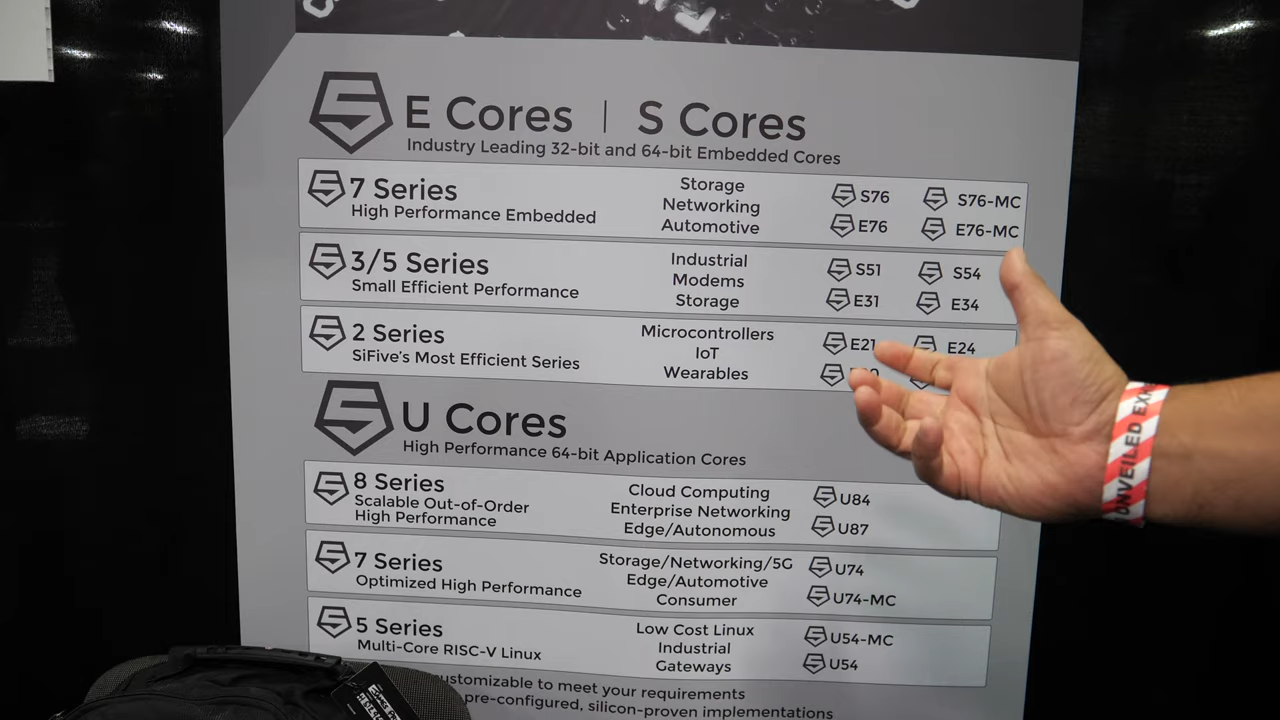 E Cores | S Cores
Industry Leading 32-bit and 64-bit Embedded Cores
7 Series
High Performance Embedded
Storage
Networking
Automotive
S76
S76-MC
E76
E76-MC
3/5 Series
Small Efficient Performance
Industrial
Modems
Storage
S51
S54
E31
E34
2 Series
SiFive's Most Efficient Series
Microcontrollers
IoT
Wearables
E21
E24
U Cores
High Performance 64-bit Application Cores
8 Series
Scalable Out-of-Order
High Performance
Cloud Computing
Enterprise Networking
Edge/Autonomous
U84
U87
7 Series
Optimized High Performance
Storage/Networking/5G
Edge/Automotive
Consumer
U74
U74-MC
5 Series
Multi-Core RISC-V Linux
Low Cost Linux
Industrial
Gateways
U54-MC
U54
to meet your requirements
pre-configured, silicon-proven implementations
UNVEILED